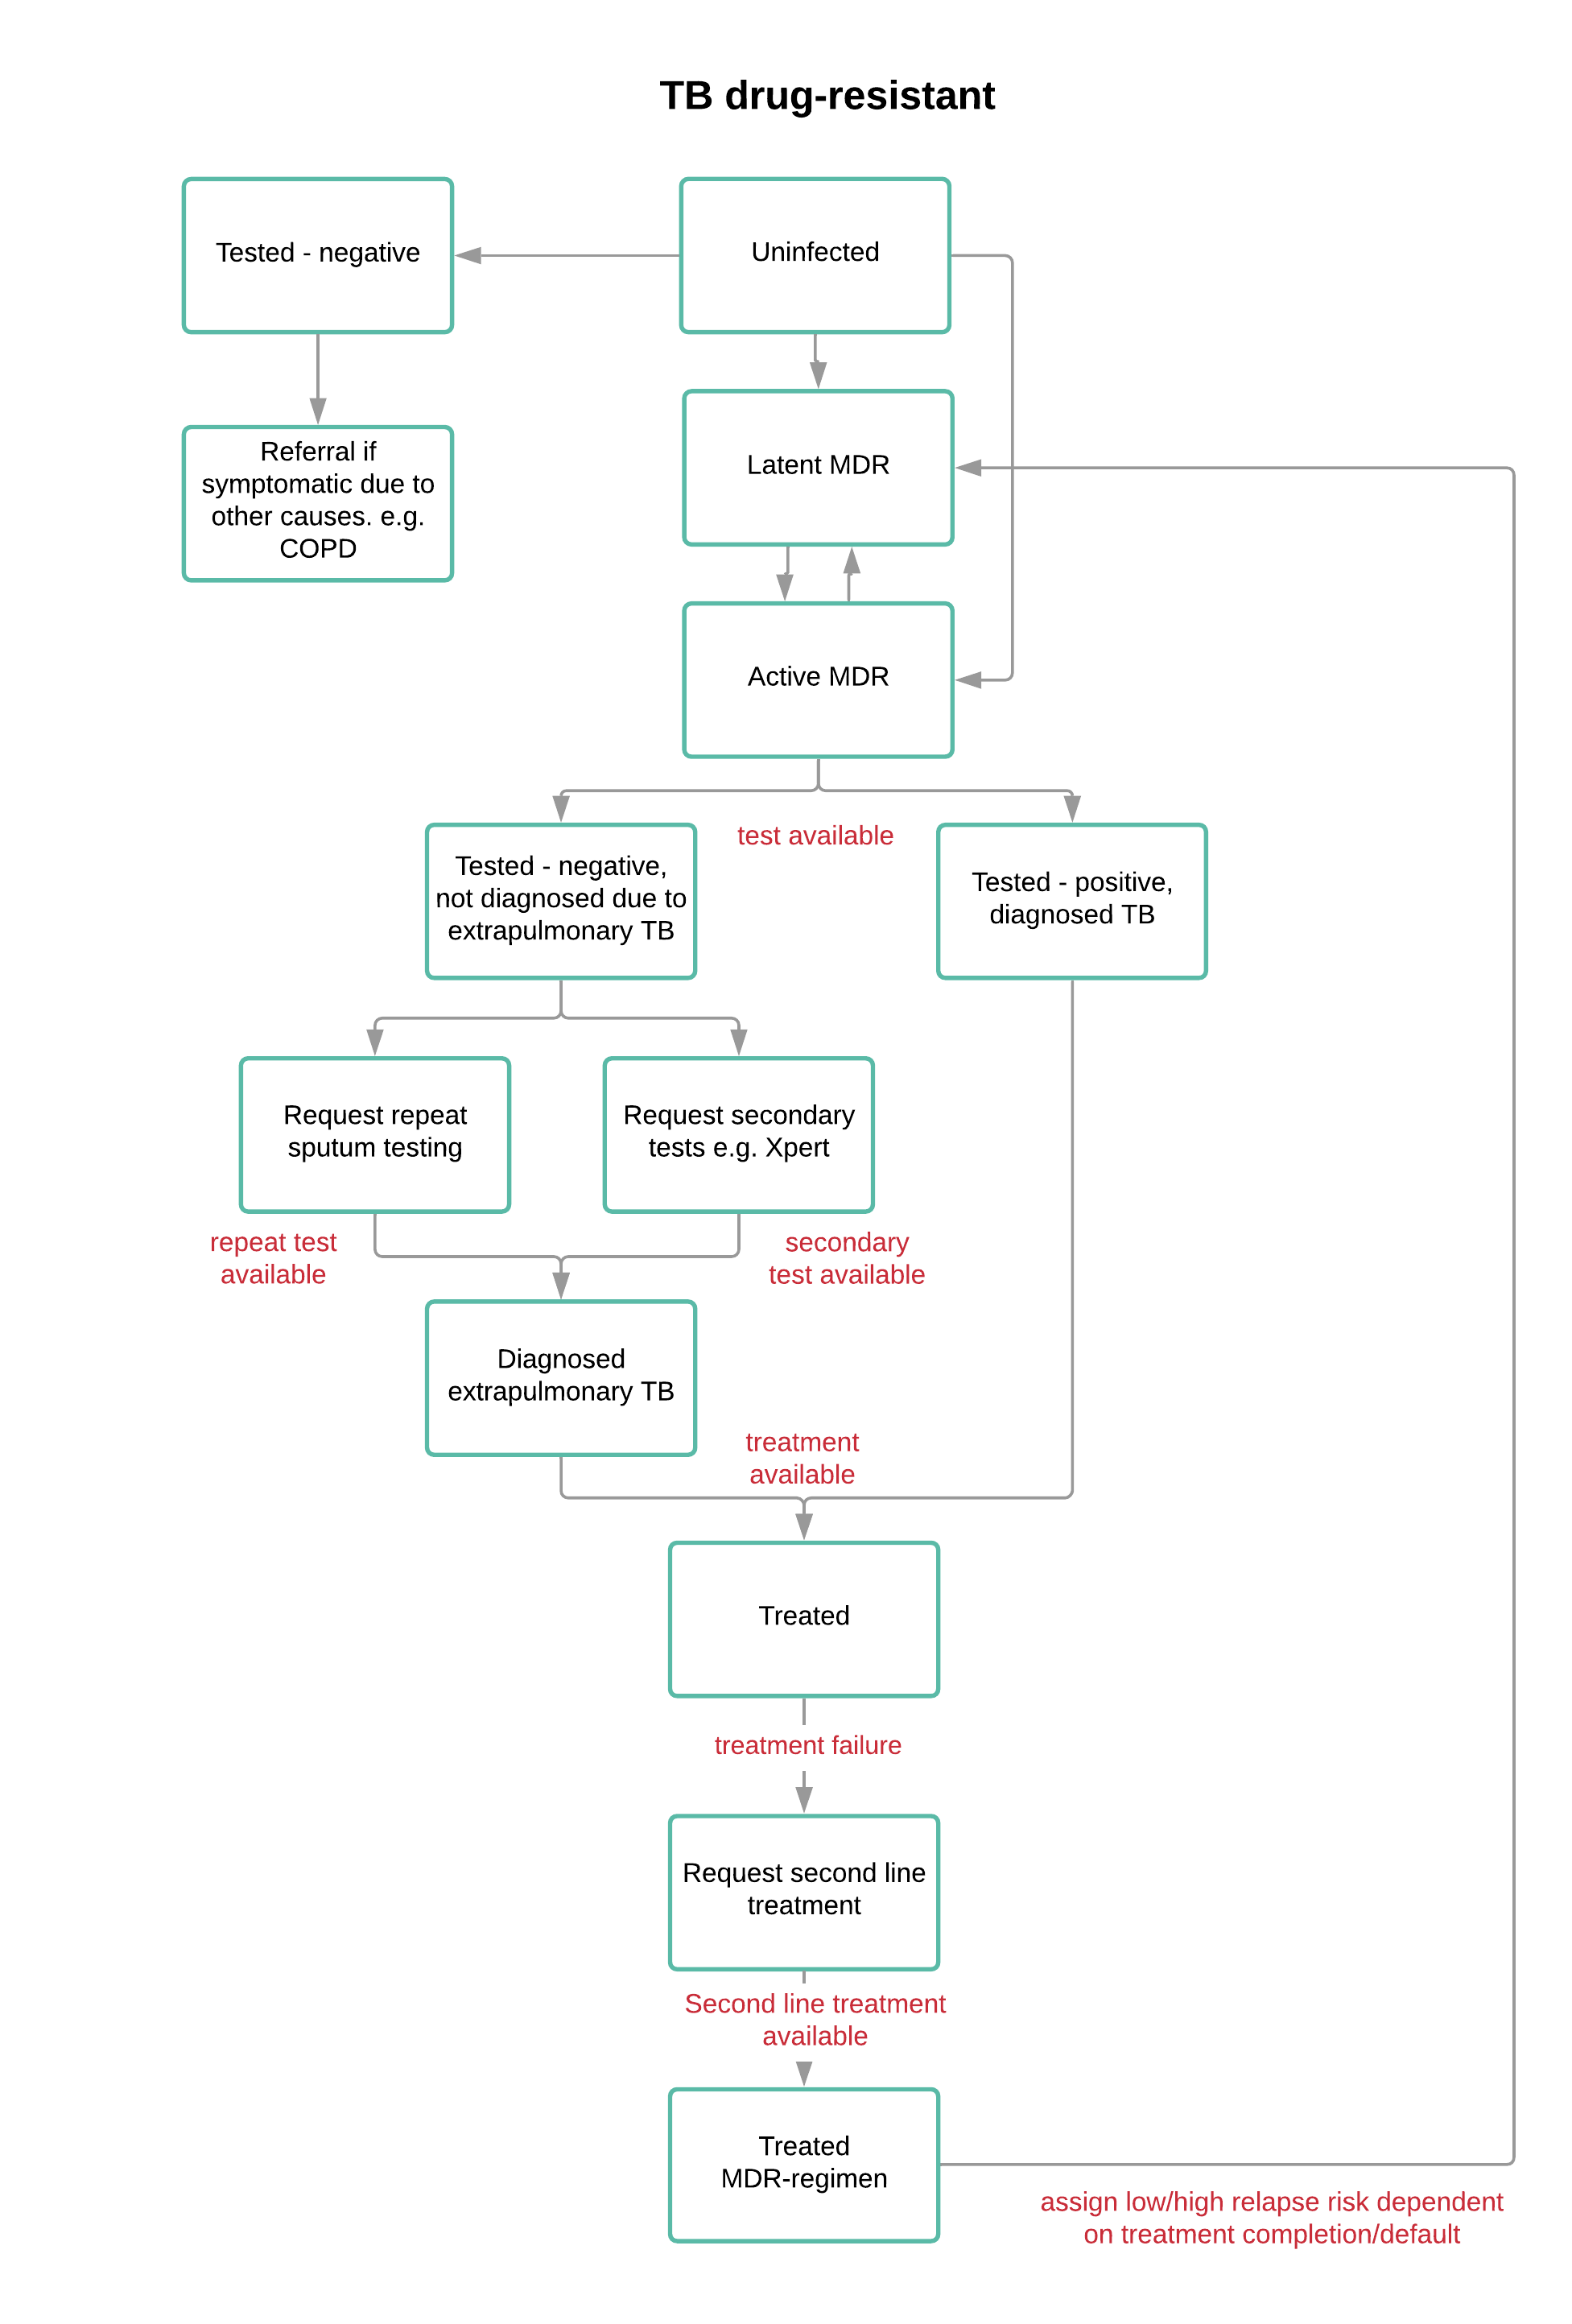 TB drug-resistant
Tested - negative
Uninfected
Referral if
symptomatic due to
other causes. e.g.
COPD
Latent MDR
Active MDR
test available
Tested - negative,
not diagnosed due to
extrapulmonary TB
Tested - positive,
diagnosed TB
Request repeat
sputum testing
Request secondary
tests e.g. Xpert
repeat test
available
secondary
test available
Diagnosed
extrapulmonary TB
treatment
available
Treated
treatment failure
Request second line
treatment
Second line treatment
available
Treated
MDR-regimen
assign low/high relapse risk dependent
on treatment completion/default